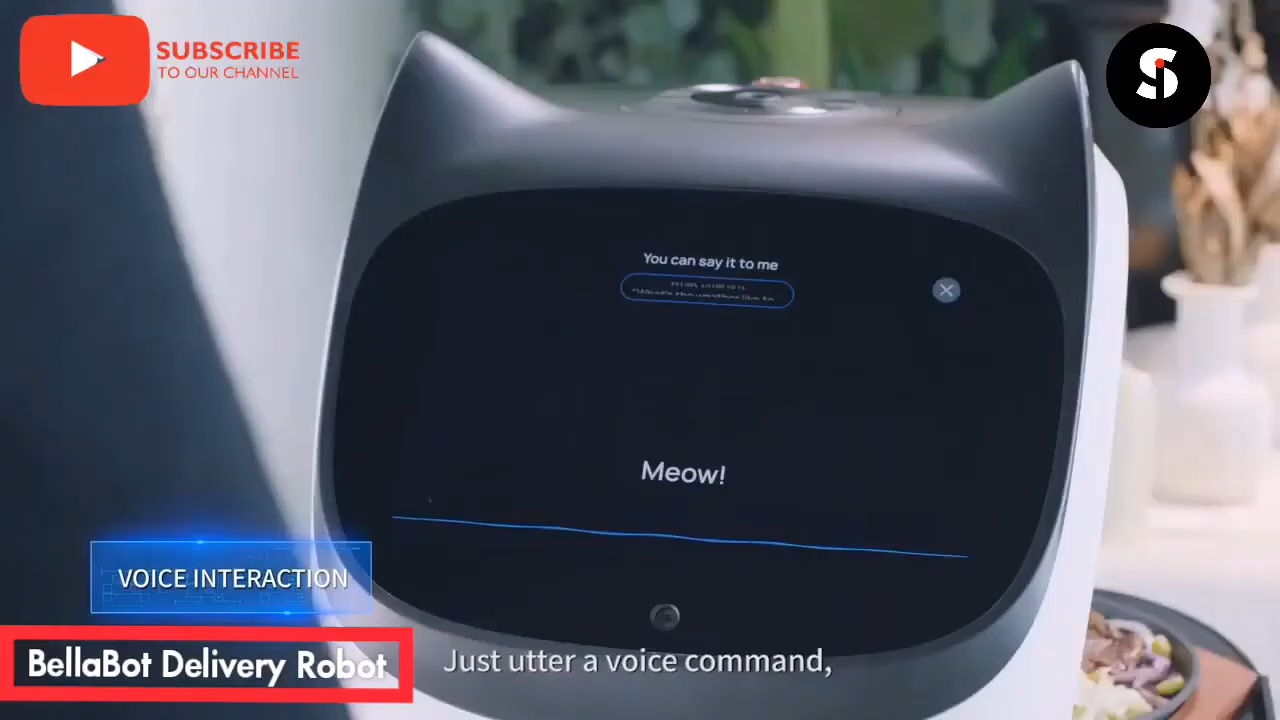 SUBSCRIBE
TO OUR CHANNEL
S
You can say it to me
Meow!
VOICE INTERACTION
BellaBot Delivery Robot
Just utter a voice command,